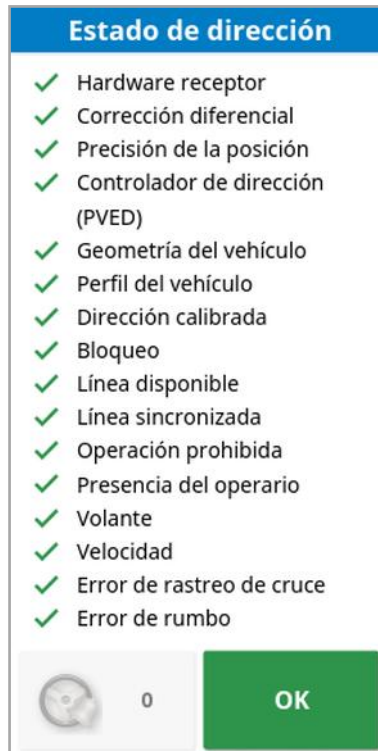 Estado de dirección
Hardware receptor
Corrección diferencial
Precisión de la posición
Controlador de dirección
(PVED)
Geometría del vehículo
Perfil del vehículo
Dirección calibrada
Bloqueo
Línea disponible
Línea sincronizada
Operación prohibida
Presencia del operario
Volante
Velocidad
Error de rastreo de cruce
Error de rumbo
0
OK